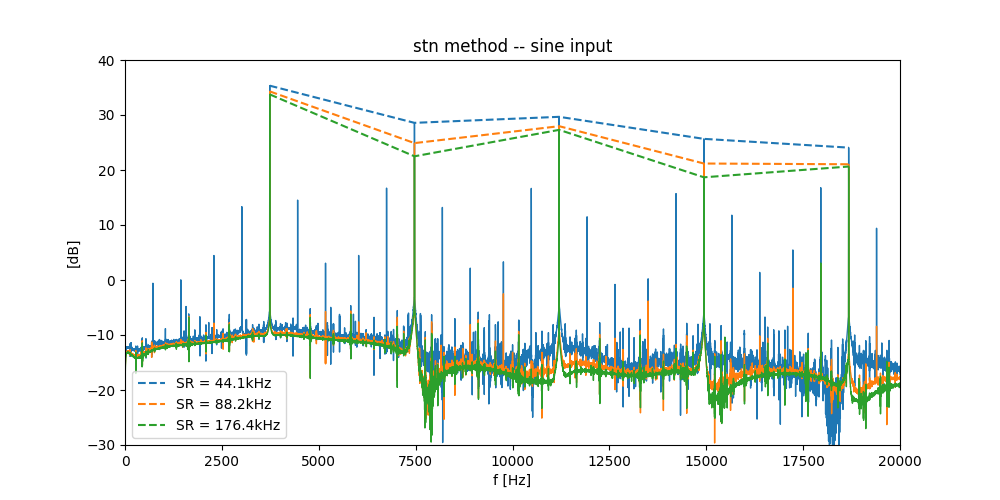 stn method -- sine input
40
30
20
10
0
−10
−20
−30
[dB]
SR = 44.1kHz
SR = 88.2kHz
SR = 176.4kHz
0 2500 5000 7500 10000 12500 15000 17500 20000
f [Hz]